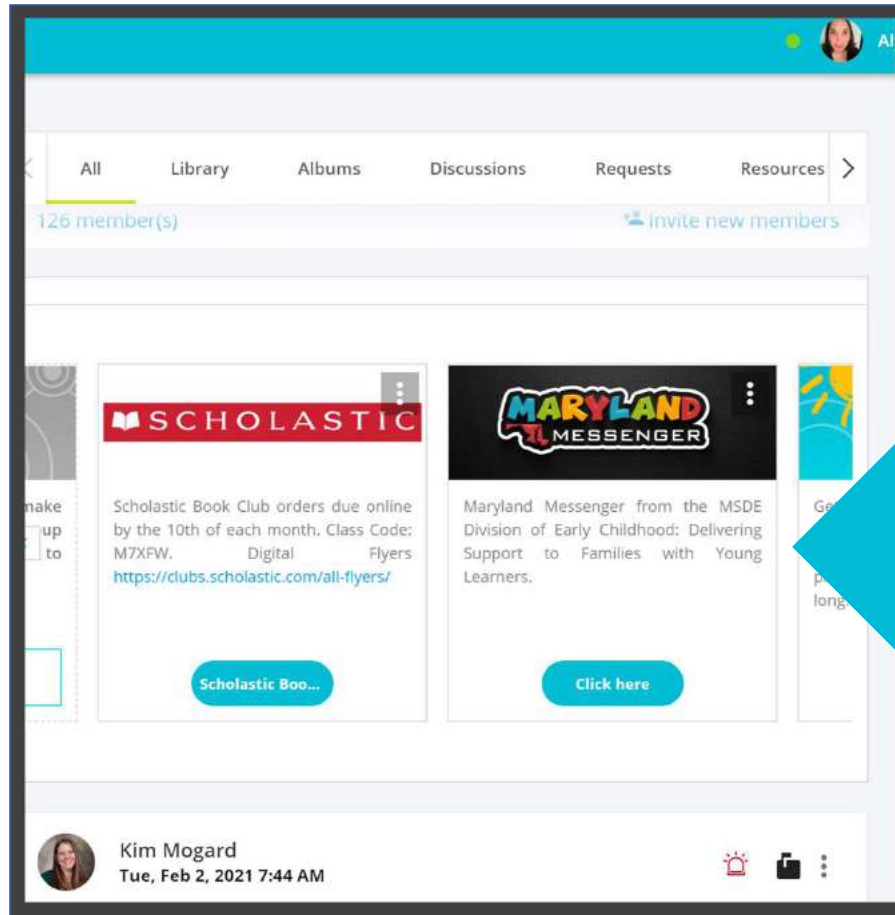 Al
All Library Albums Discussions Requests Resources
126 member(s) Invite new members
make
up
to
SCHOLASTIC
Scholastic Book Club orders due online
by the 10th of each month. Class Code:
M7XFW. Digital Flyers
https://clubs.scholastic.com/all-flyers/
Scholastic Boo...
MARYLAND
MESSENGER
Maryland Messenger from the MSDE
Division of Early Childhood: Delivering
Support to Families with Young
Learners.
Click here
Ge
p
long.
Kim Mogard
Tue, Feb 2, 2021 7:44 AM